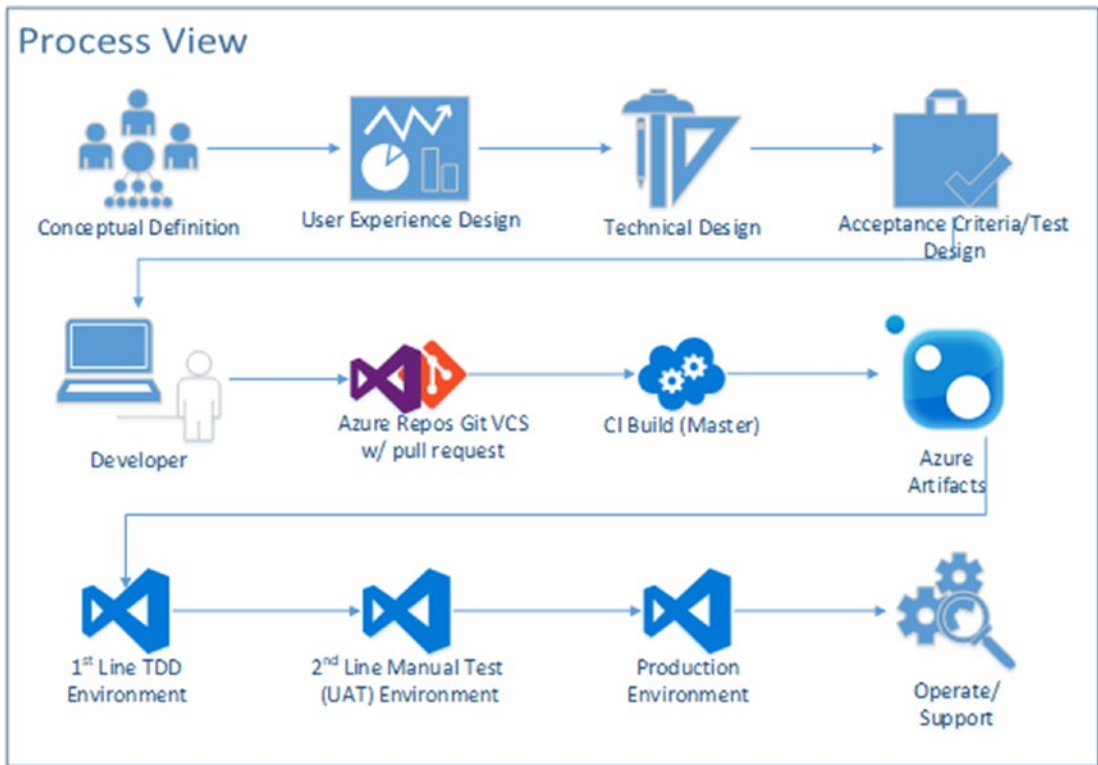 Process View
Conceptual Definition
User Experience Design
Technical Design
Acceptance Criteria/Test
Design
Developer
Azure Repos Git VCS
w/ pull request
CI Build (Master)
Azure
Artifacts
1st Line TDD
Environment
2nd Line Manual Test
(UAT) Environment
Production
Environment
Operate/
Support